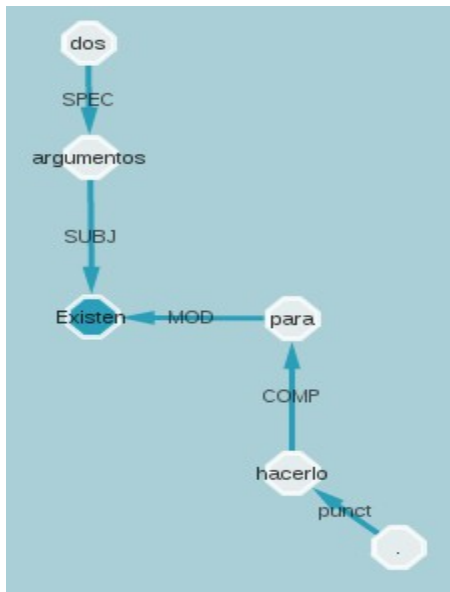 dos
SPEC
argumentos
SUBJ
Existen
MOD
para
COMP
hacerlo
punct
.